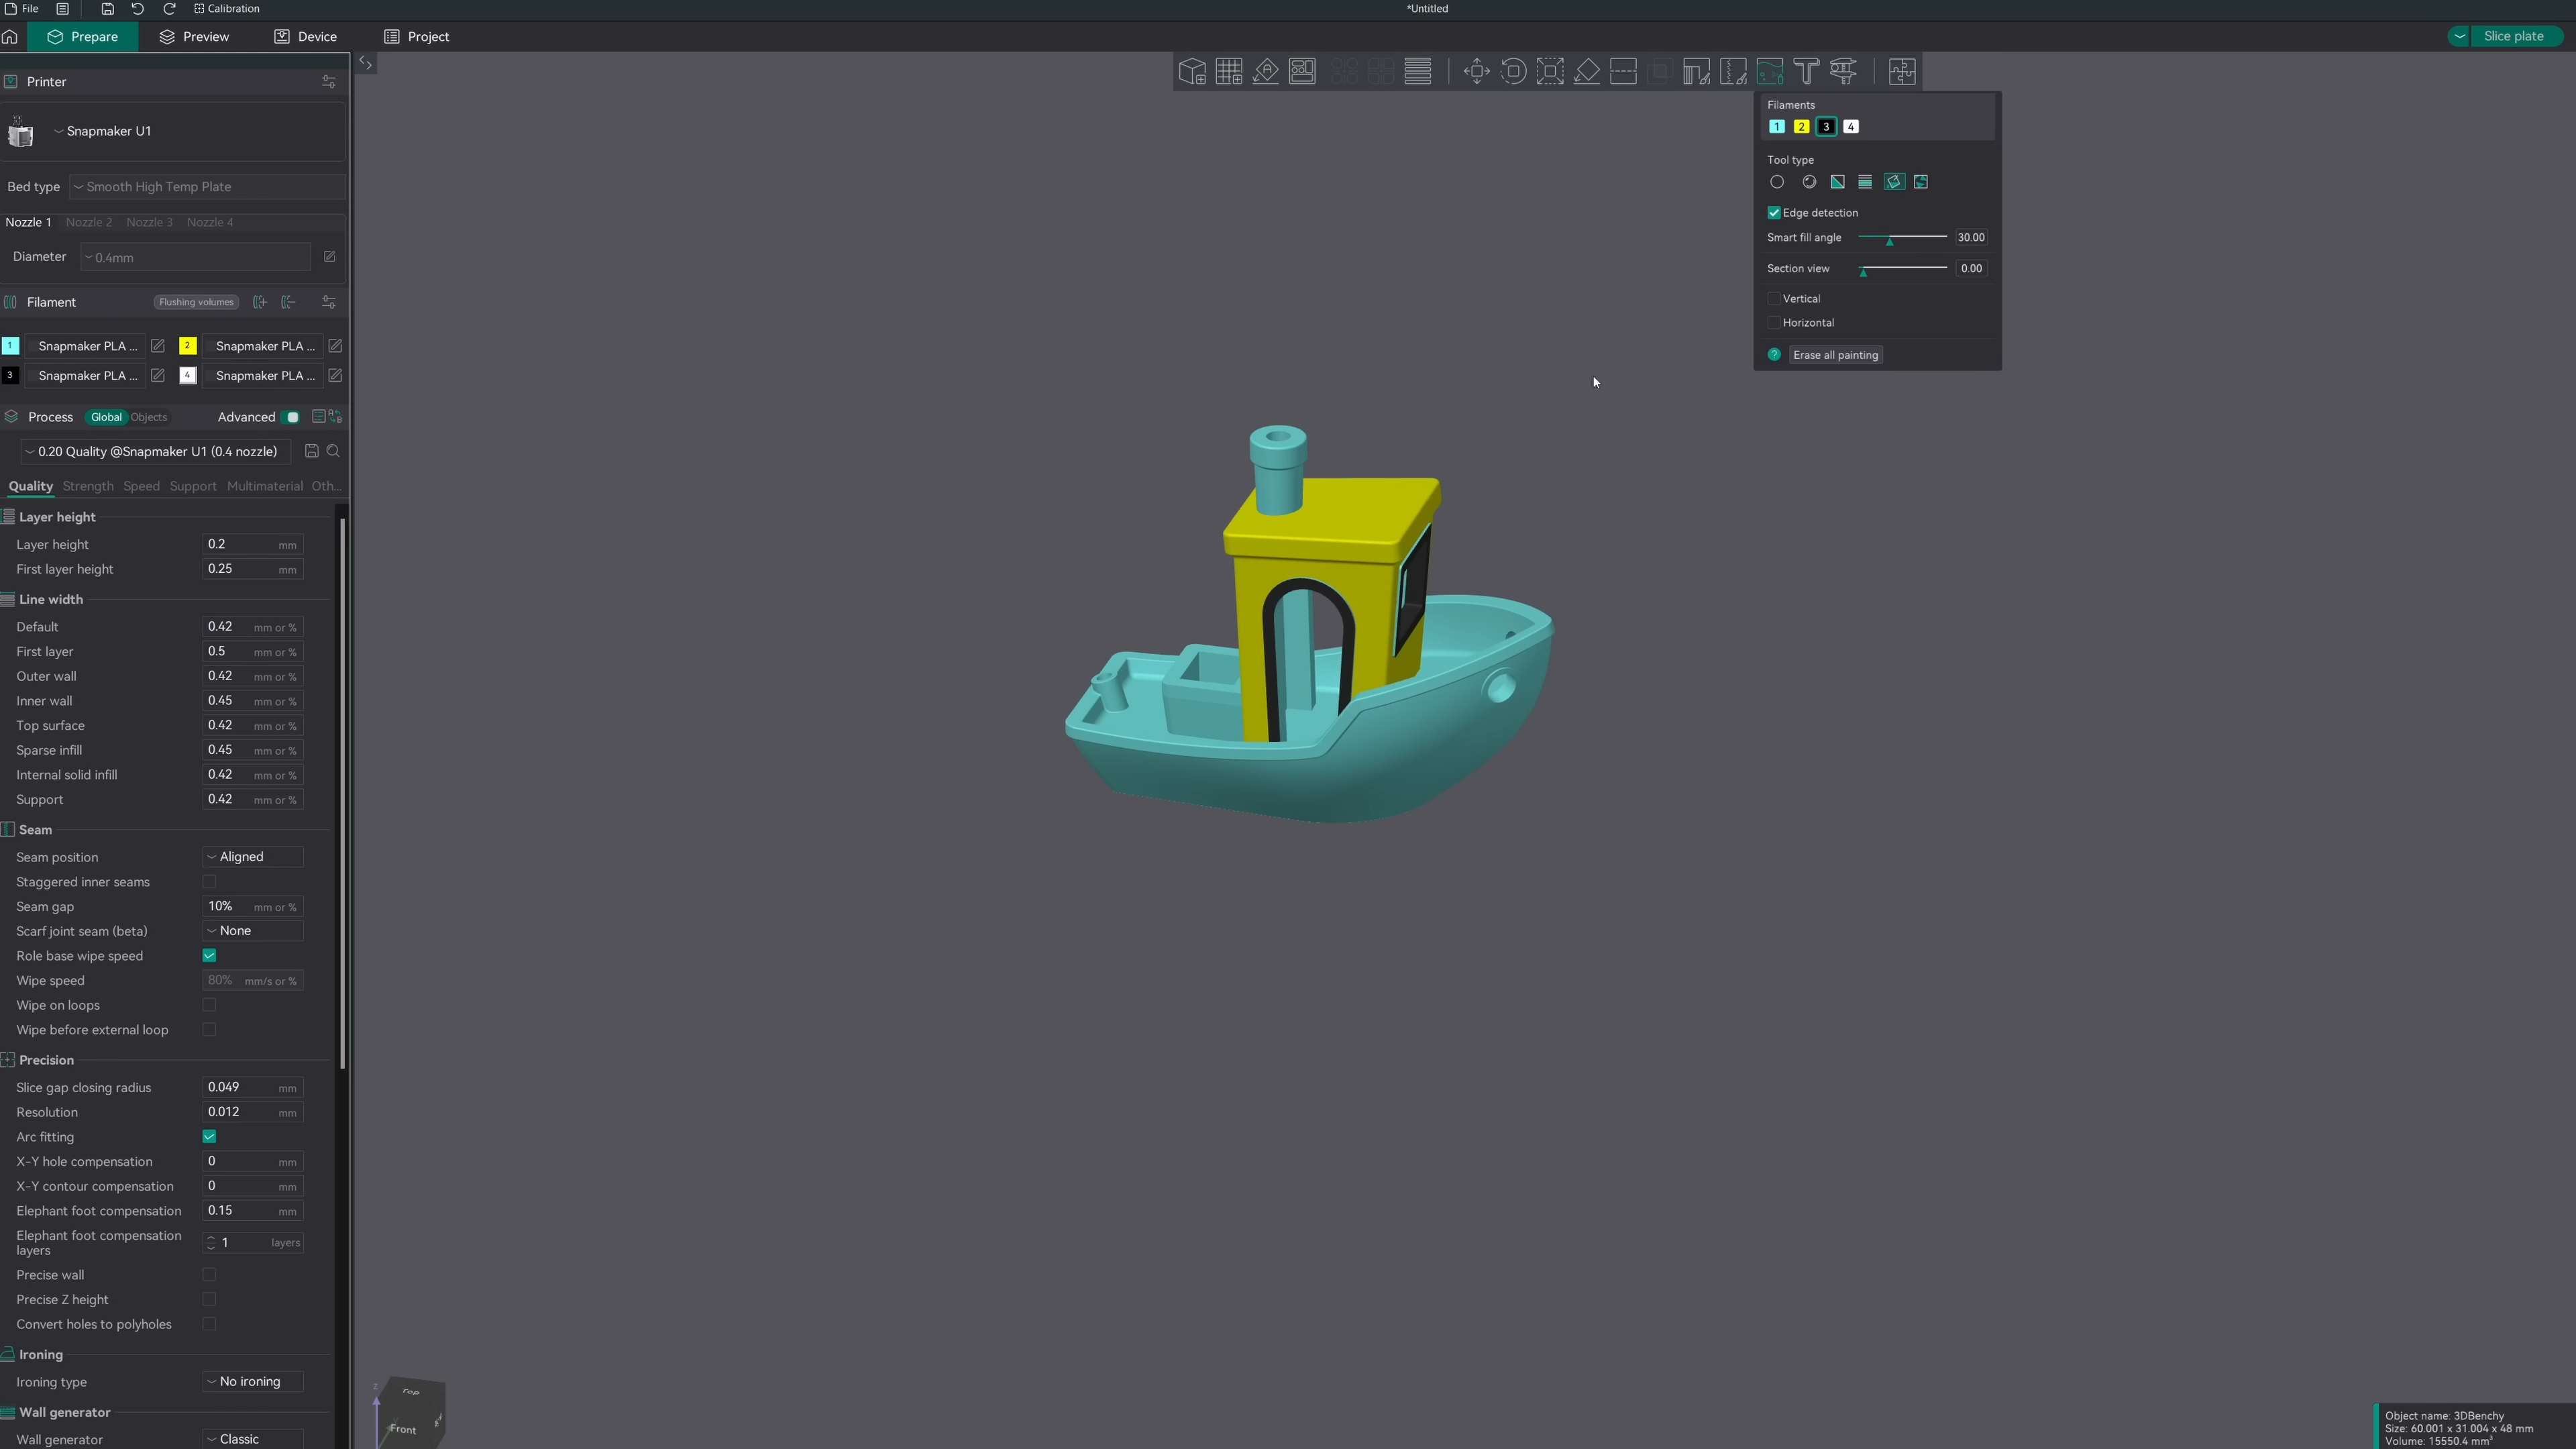 File
Calibration
*Untitled
Prepare
Preview
Device
Project
Slice plate
Printer
Snapmaker U1
Bed type
Smooth High Temp Plate
Nozzle 1 Nozzle 2 Nozzle 3 Nozzle 4
Diameter
0.4mm
Filament
Flushing volumes
1 Snapmaker PLA ... 2 Snapmaker PLA ...
3 Snapmaker PLA ... 4 Snapmaker PLA ...
Process Global Objects Advanced
0.20 Quality @Snapmaker U1 (0.4 nozzle)
Quality Strength Speed Support Multimaterial Oth...
Layer height
Layer height 0.2 mm
First layer height 0.25 mm
Line width
Default 0.42 mm or %
First layer 0.5 mm or %
Outer wall 0.42 mm or %
Inner wall 0.45 mm or %
Top surface 0.42 mm or %
Sparse infill 0.45 mm or %
Internal solid infill 0.42 mm or %
Support 0.42 mm or %
Seam
Seam position Aligned
Staggered inner seams
Seam gap 10% mm or %
Scarf joint seam (beta) None
Role base wipe speed
Wipe speed 80% mm/s or %
Wipe on loops
Wipe before external loop
Precision
Slice gap closing radius 0.049 mm
Resolution 0.012 mm
Arc fitting
X-Y hole compensation 0 mm
X-Y contour compensation 0 mm
Elephant foot compensation 0.15 mm
Elephant foot compensation
layers 1 layers
Precise wall
Precise Z height
Convert holes to polyholes
Ironing
Ironing type No ironing
Wall generator
Wall generator Classic
Filaments
1 2 3 4
Tool type
Edge detection
Smart fill angle 30.00
Section view 0.00
Vertical
Horizontal
? Erase all painting
Z
Top
Front
Object name: 3DBenchy
Size: 60.001 x 31.004 x 48 mm
Volume: 15550.4 mm³